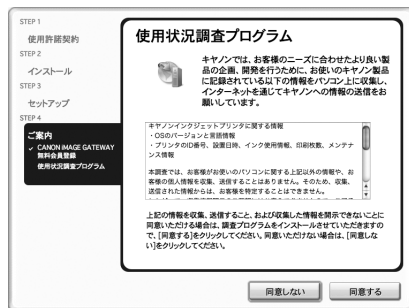 STEP 1
使用許諾契約
STEP 2
インストール
STEP 3
セットアップ
STEP 4
ご案内
✓ CANON iMAGE GATEWAY
無料会員登録
使用状況調査プログラム
使用状況調査プログラム
キヤノンでは、お客様のニーズに合わせたより良い製
品の企画、開発を行うために、お使いのキヤノン製品
に記録されている以下の情報をパソコン上に収集し、
インターネットを通じてキヤノンへの情報の送信をお
願いしています。
キヤノンインクジェットプリンタに関する情報
・OSのバージョンと言語情報
・プリンタのID番号、設置日時、インク使用情報、印刷枚数、メンテナ
ンス情報
本調査では、お客様がお使いのパソコンに関する上記以外の情報や、お
客様の個人情報を収集、送信することはありません。そのため、収集、
送信された情報からは、お客様を特定することはできません。
上記の情報を収集、送信すること、および収集した情報を開示できないことに
同意いただける場合は、調査プログラムをインストールさせていただきますの
で、[同意する]をクリックしてください。同意いただけない場合は、[同意しな
い]をクリックしてください。
同意しない
同意する